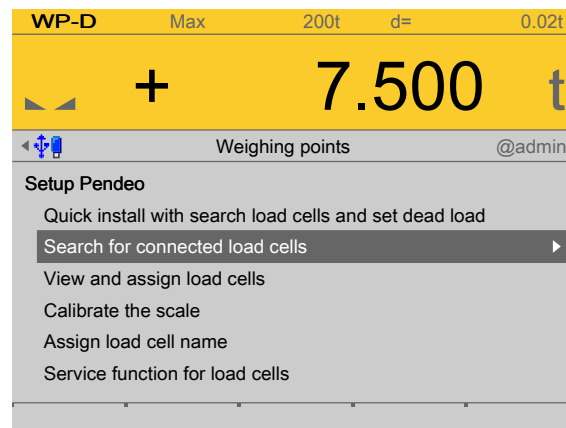 WP-D Max 200t d= 0.02t
+ 7.500 t
Weighing points @admin
Setup Pendeo
Quick install with search load cells and set dead load
Search for connected load cells
View and assign load cells
Calibrate the scale
Assign load cell name
Service function for load cells